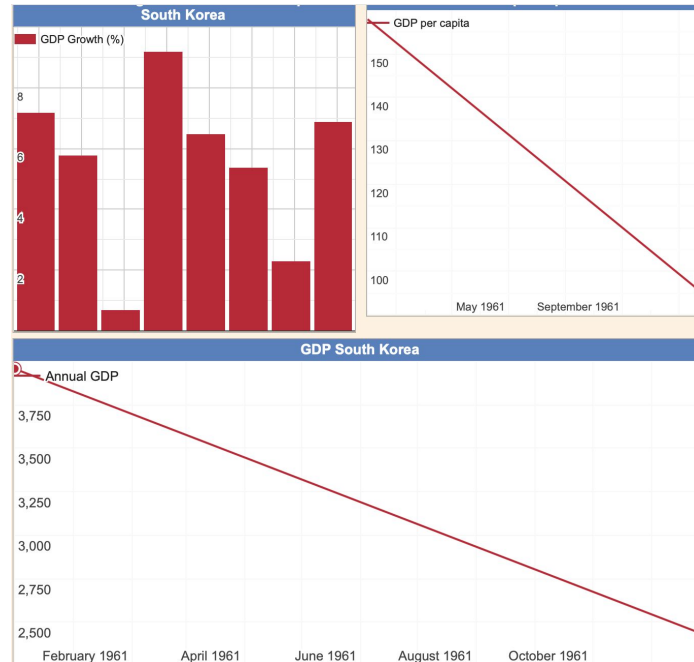 South Korea
GDP Growth (%)
8
6
4
2
GDP per capita
150
140
130
120
110
100
May 1961
September 1961
GDP South Korea
Annual GDP
3,750
3,500
3,250
3,000
2,750
2,500
February 1961
April 1961
June 1961
August 1961
October 1961